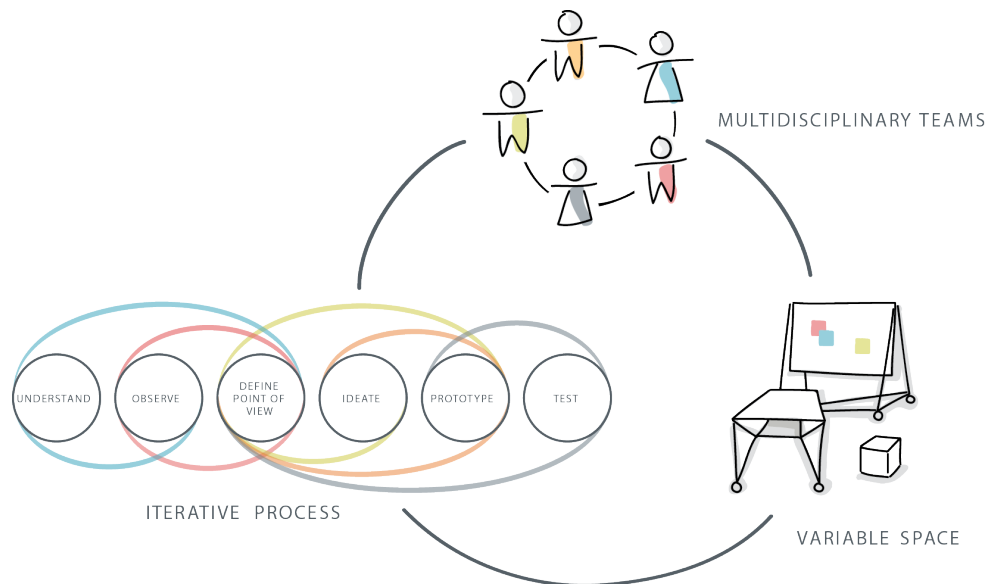 MULTIDISCIPLINARY TEAMS
UNDERSTAND
OBSERVE
DEFINE
POINT OF
VIEW
IDEATE
PROTOTYPE
TEST
ITERATIVE PROCESS
VARIABLE SPACE